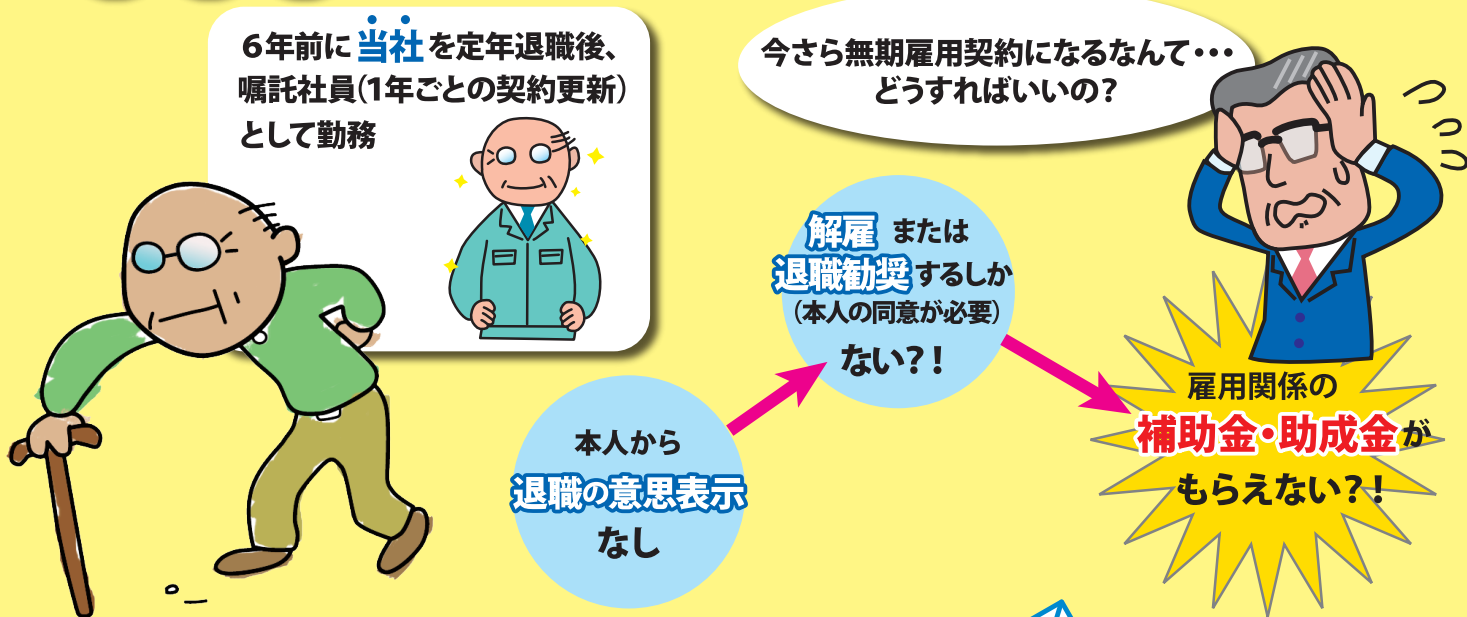 6年前に当社を定年退職後、
嘱託社員(1年ごとの契約更新)
として勤務
今さら無期雇用契約になるなんて・・・
どうすればいいの？
本人から
退職の意思表示
なし
解雇 または
退職勧奨するしか
(本人の同意が必要)
ない？！
雇用関係の
補助金・助成金が
もらえない？！